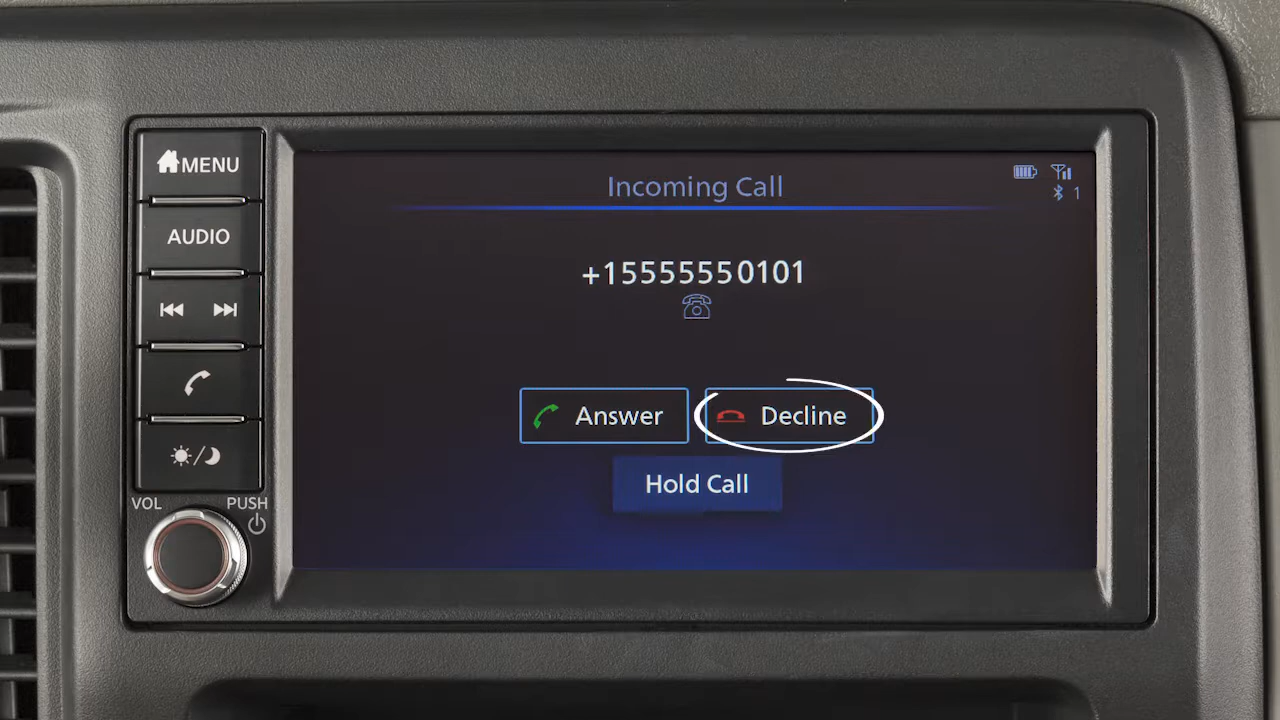 MENU
AUDIO
VOL PUSH
Incoming Call
1
+15555550101
Answer Decline
Hold Call